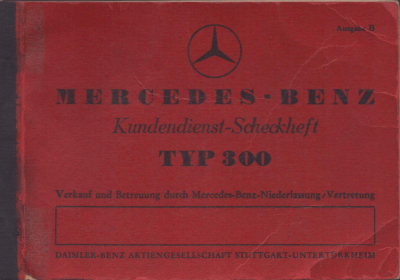 Ausgabe B
MERCEDES-BENZ
Kundendienst-Scheckheft
TYP 300
Verkauf und Betreuung durch Mercedes-Benz-Niederlassung/Vertretung
DAIMLER-BENZ AKTIENGESELLSCHAFT STUTTGART-UNTERTÜRKHEIM